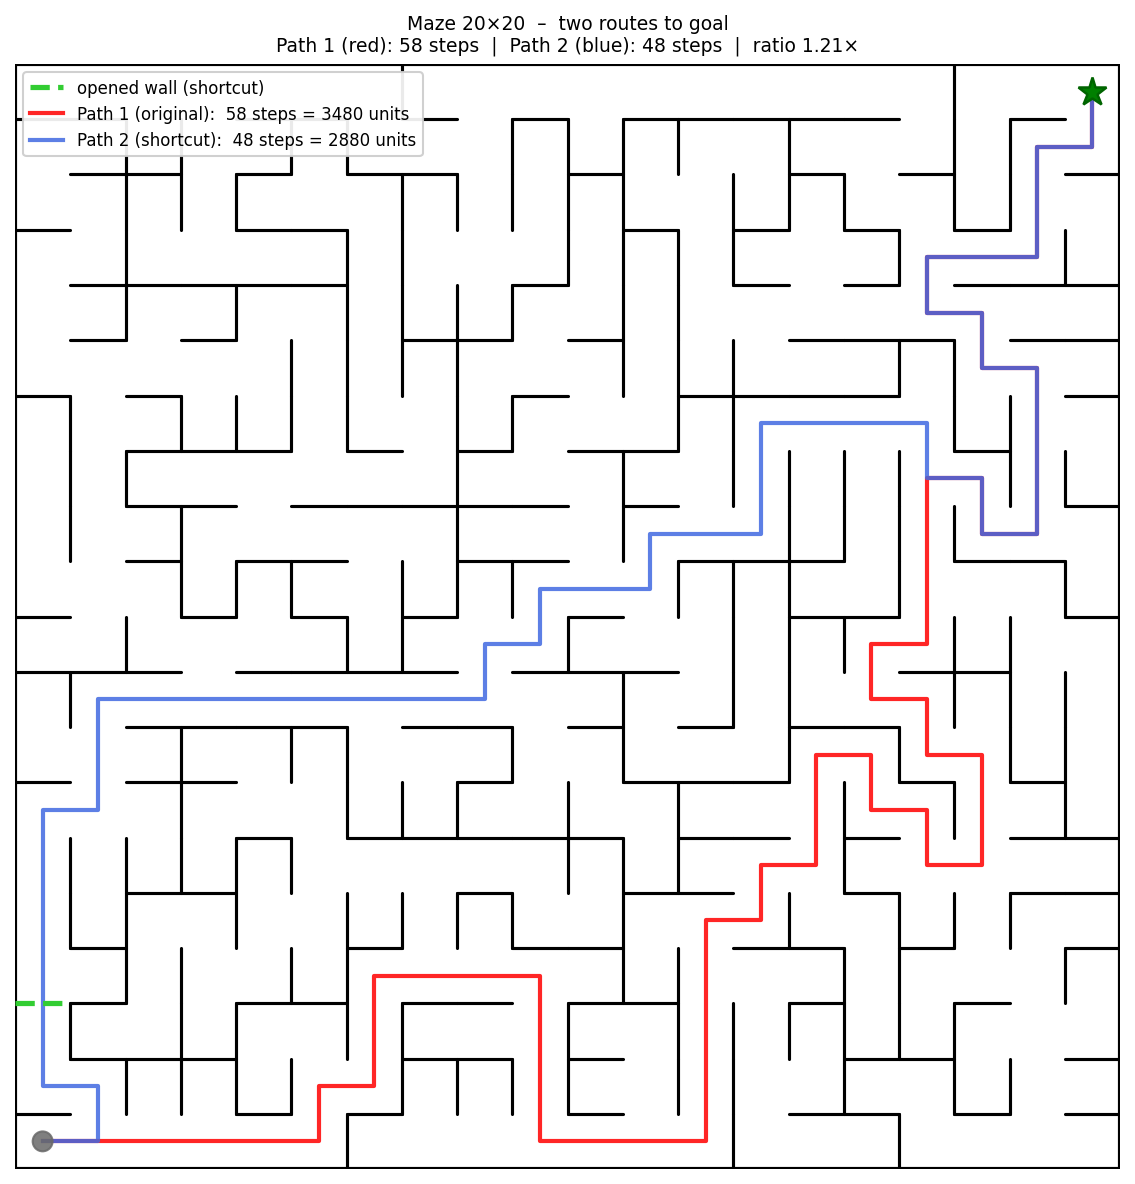 Maze 20×20  –  two routes to goal
Path 1 (red): 58 steps  |  Path 2 (blue): 48 steps  |  ratio 1.21×
opened wall (shortcut)
Path 1 (original):  58 steps = 3480 units
Path 2 (shortcut):  48 steps = 2880 units